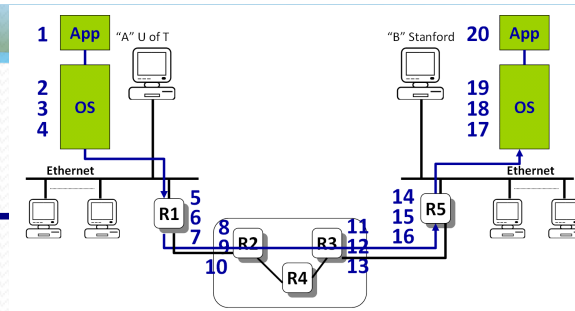 1 App "A" U of T "B" Stanford 20 App
2 19
3 OS 18 OS
4 17
Ethernet Ethernet
R1 5 14 R5
6 15
7 16
8 11
9 R2 R3 12
10 13
R4